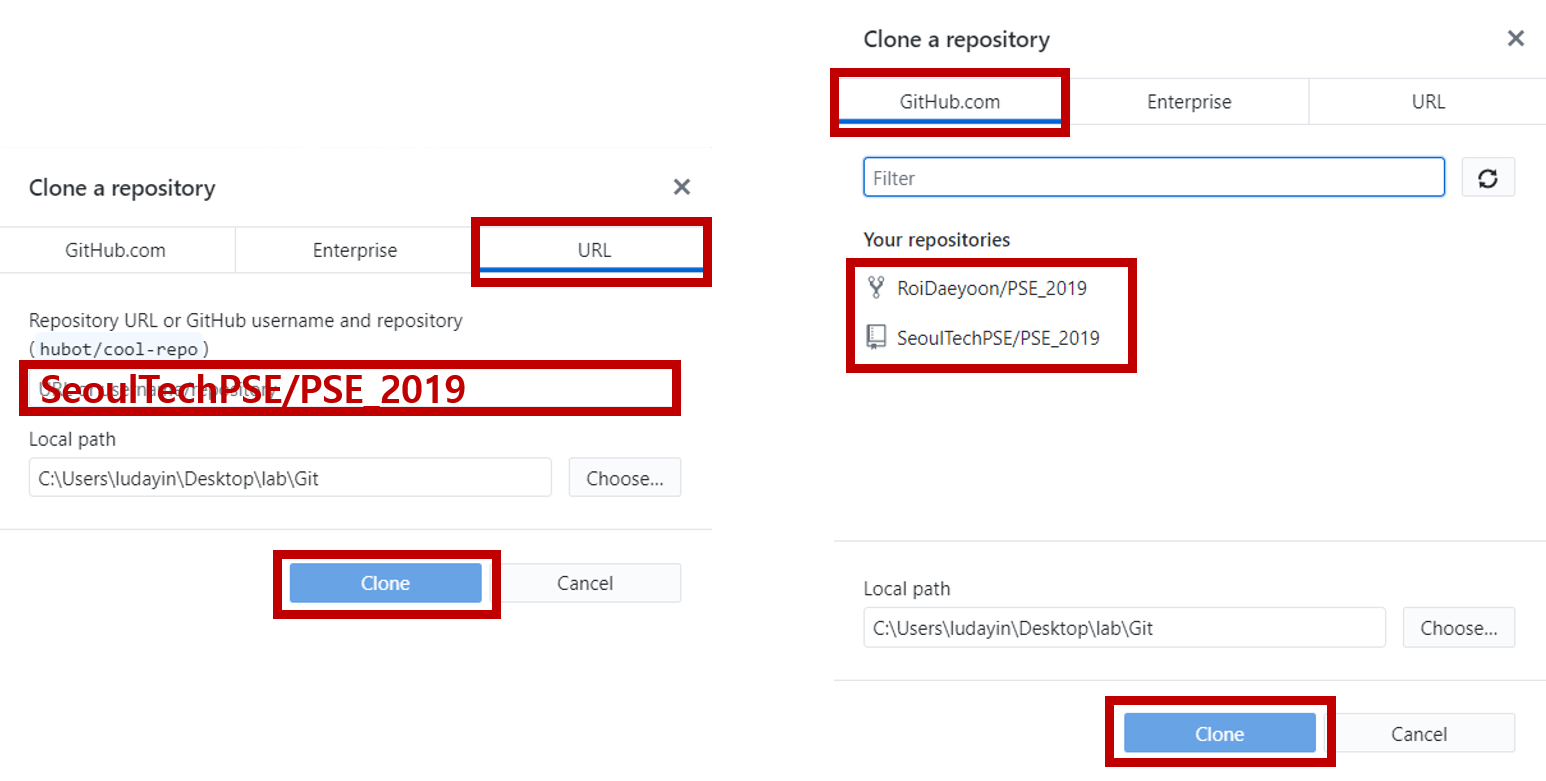 Clone a repository
GitHub.com
Enterprise
URL
Repository URL or GitHub username and repository
(hubot/cool-repo)
SeoulTechPSE/PSE_2019
Local path
C:\Users\ludayin\Desktop\lab\Git
Choose...
Clone
Cancel
Clone a repository
GitHub.com
Enterprise
URL
Filter
Your repositories
RoiDaeyoon/PSE_2019
SeoulTechPSE/PSE_2019
Local path
C:\Users\ludayin\Desktop\lab\Git
Choose...
Clone
Cancel